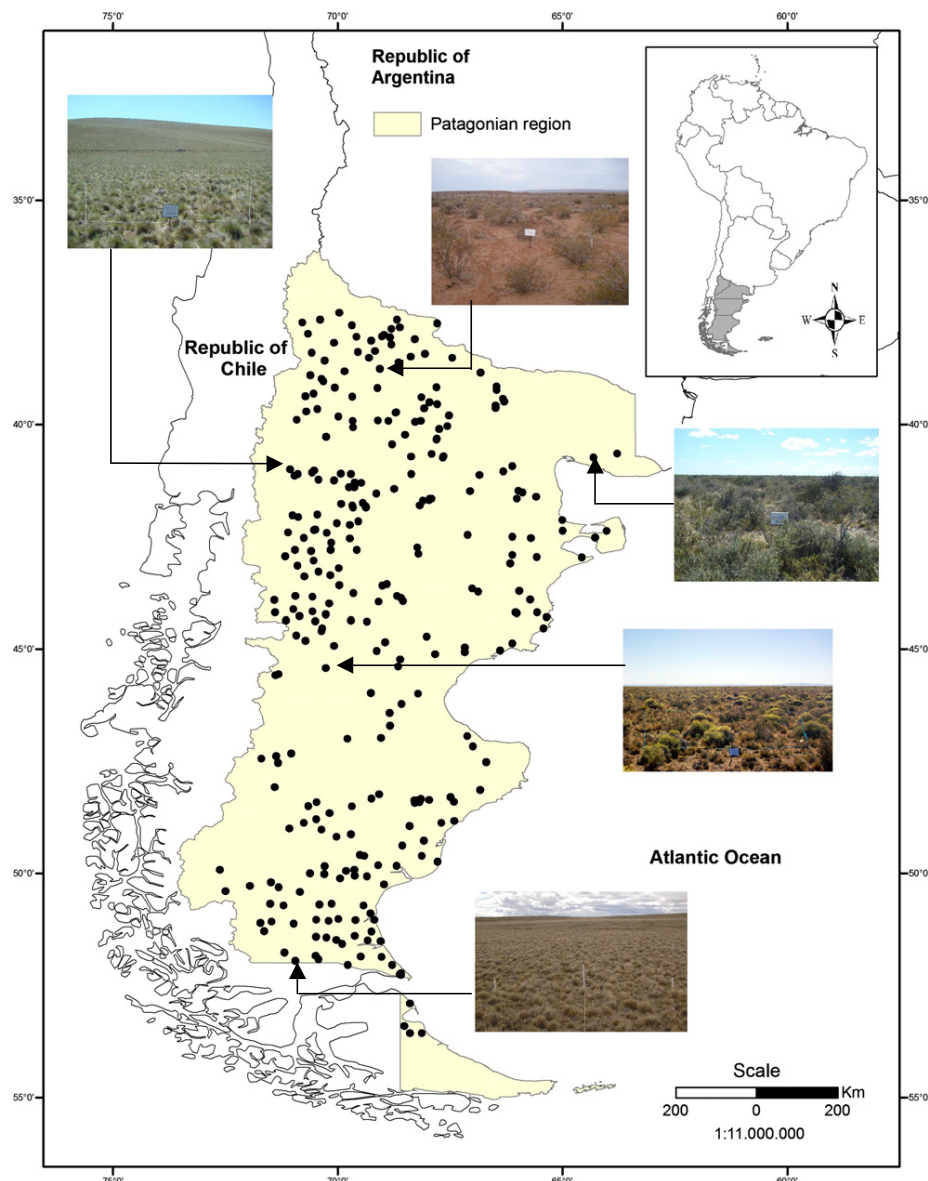 75°0'
70°0'
65°0'
60°0'
Republic of
Argentina
Patagonian region
35°0'
35°0'
N
W
E
S
Republic of
Chile
40°0'
40°0'
45°0'
45°0'
Atlantic Ocean
50°0'
50°0'
Scale
Km
200
0
200
1:11.000.000
55°0'
55°0'
75°0'
70°0'
65°0'
60°0'